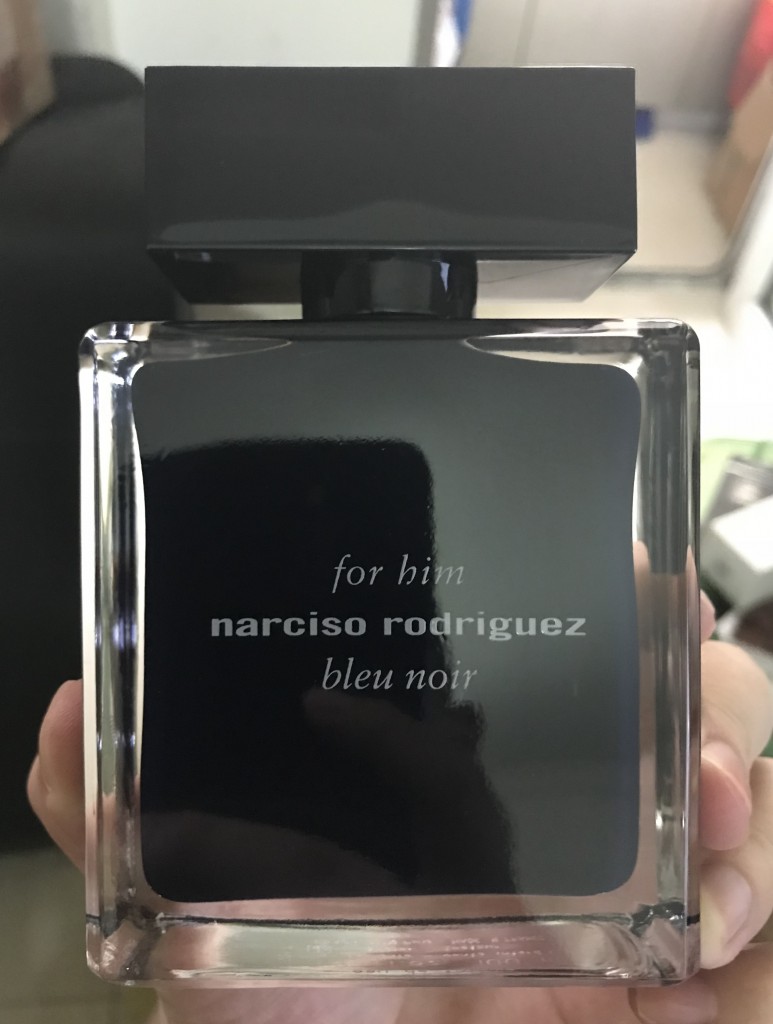 for him
narciso rodriguez
bleu noir